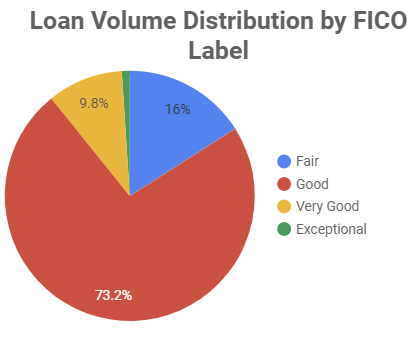 Loan Volume Distribution by FICO
Label
9.8%
16%
Fair
Good
Very Good
Exceptional
73.2%